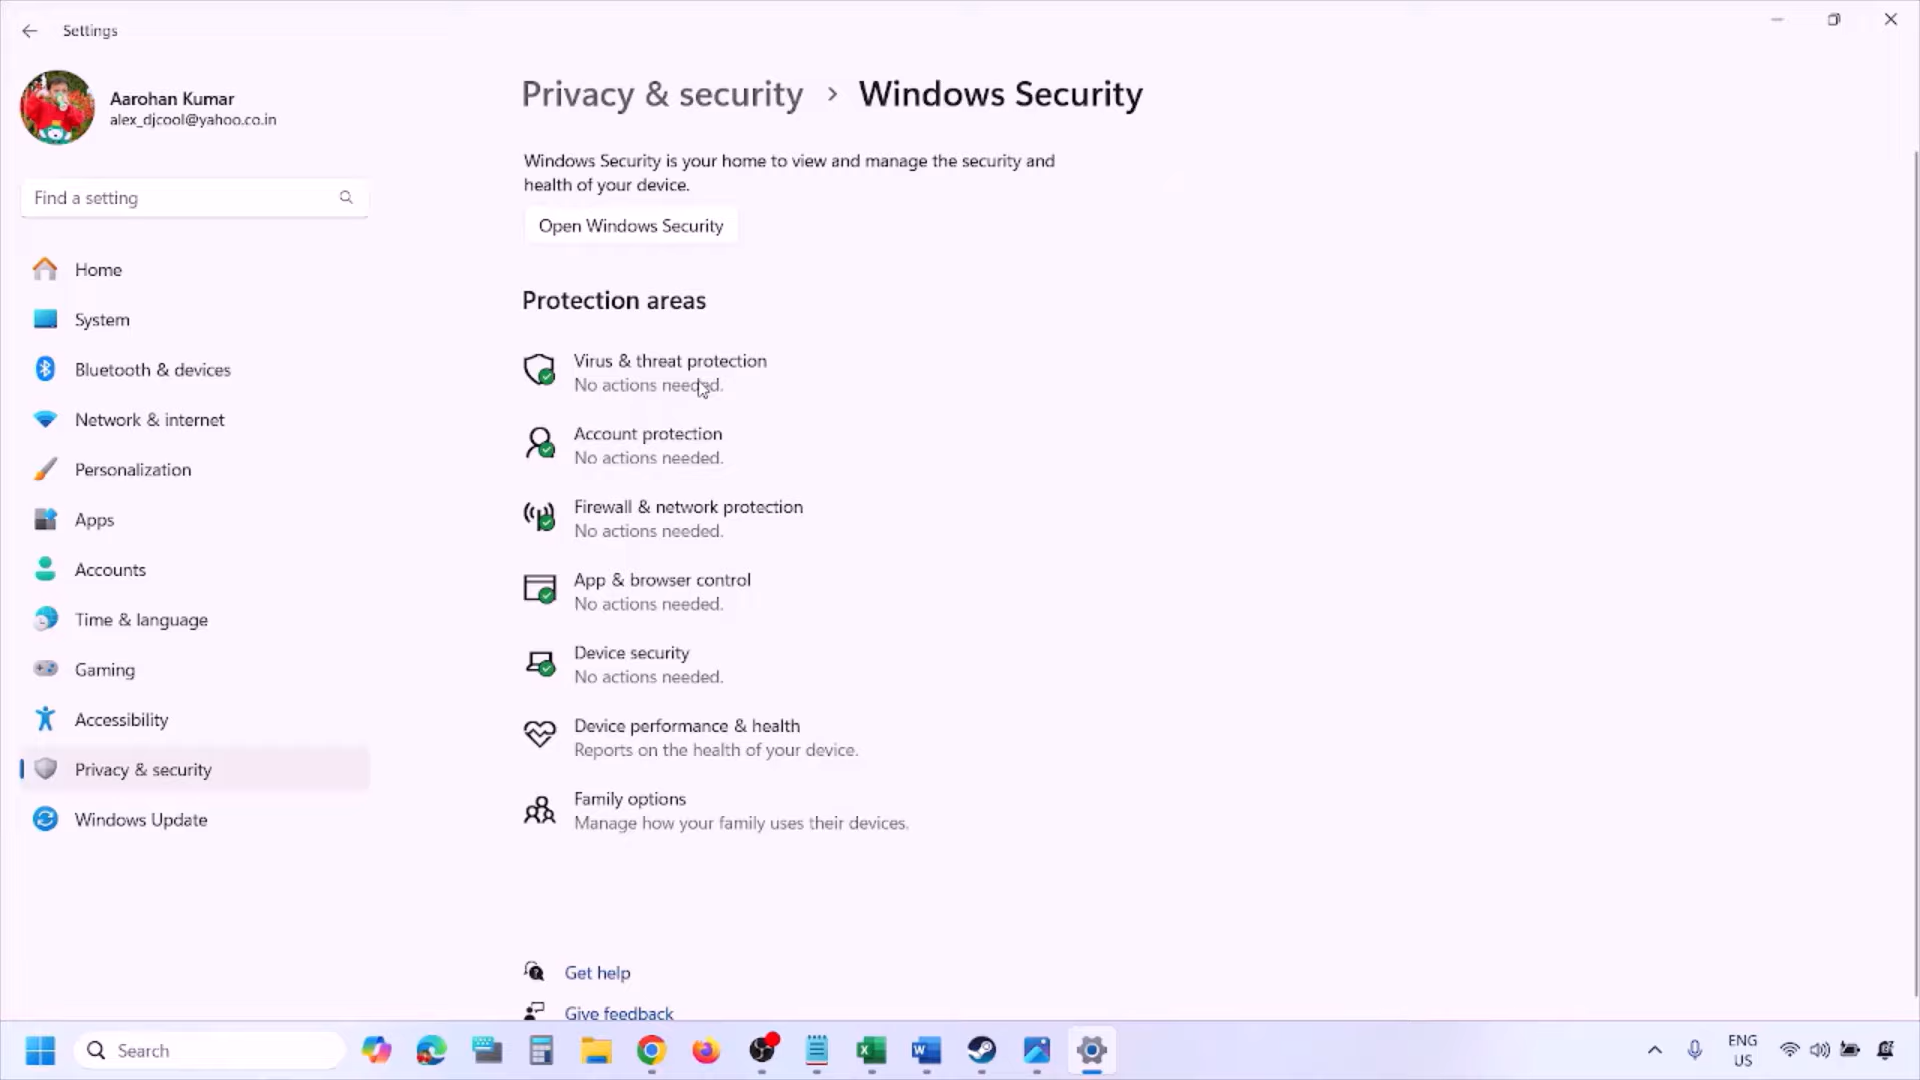 Settings
Aarohan Kumar
alex_djcool@yahoo.co.in
Find a setting
Home
System
Bluetooth & devices
Network & internet
Personalization
Apps
Accounts
Time & language
Gaming
Accessibility
Privacy & security
Windows Update
Privacy & security > Windows Security
Windows Security is your home to view and manage the security and
health of your device.
Open Windows Security
Protection areas
Virus & threat protection
No actions needed.
Account protection
No actions needed.
Firewall & network protection
No actions needed.
App & browser control
No actions needed.
Device security
No actions needed.
Device performance & health
Reports on the health of your device.
Family options
Manage how your family uses their devices.
Get help
Give feedback
Search
ENG
US